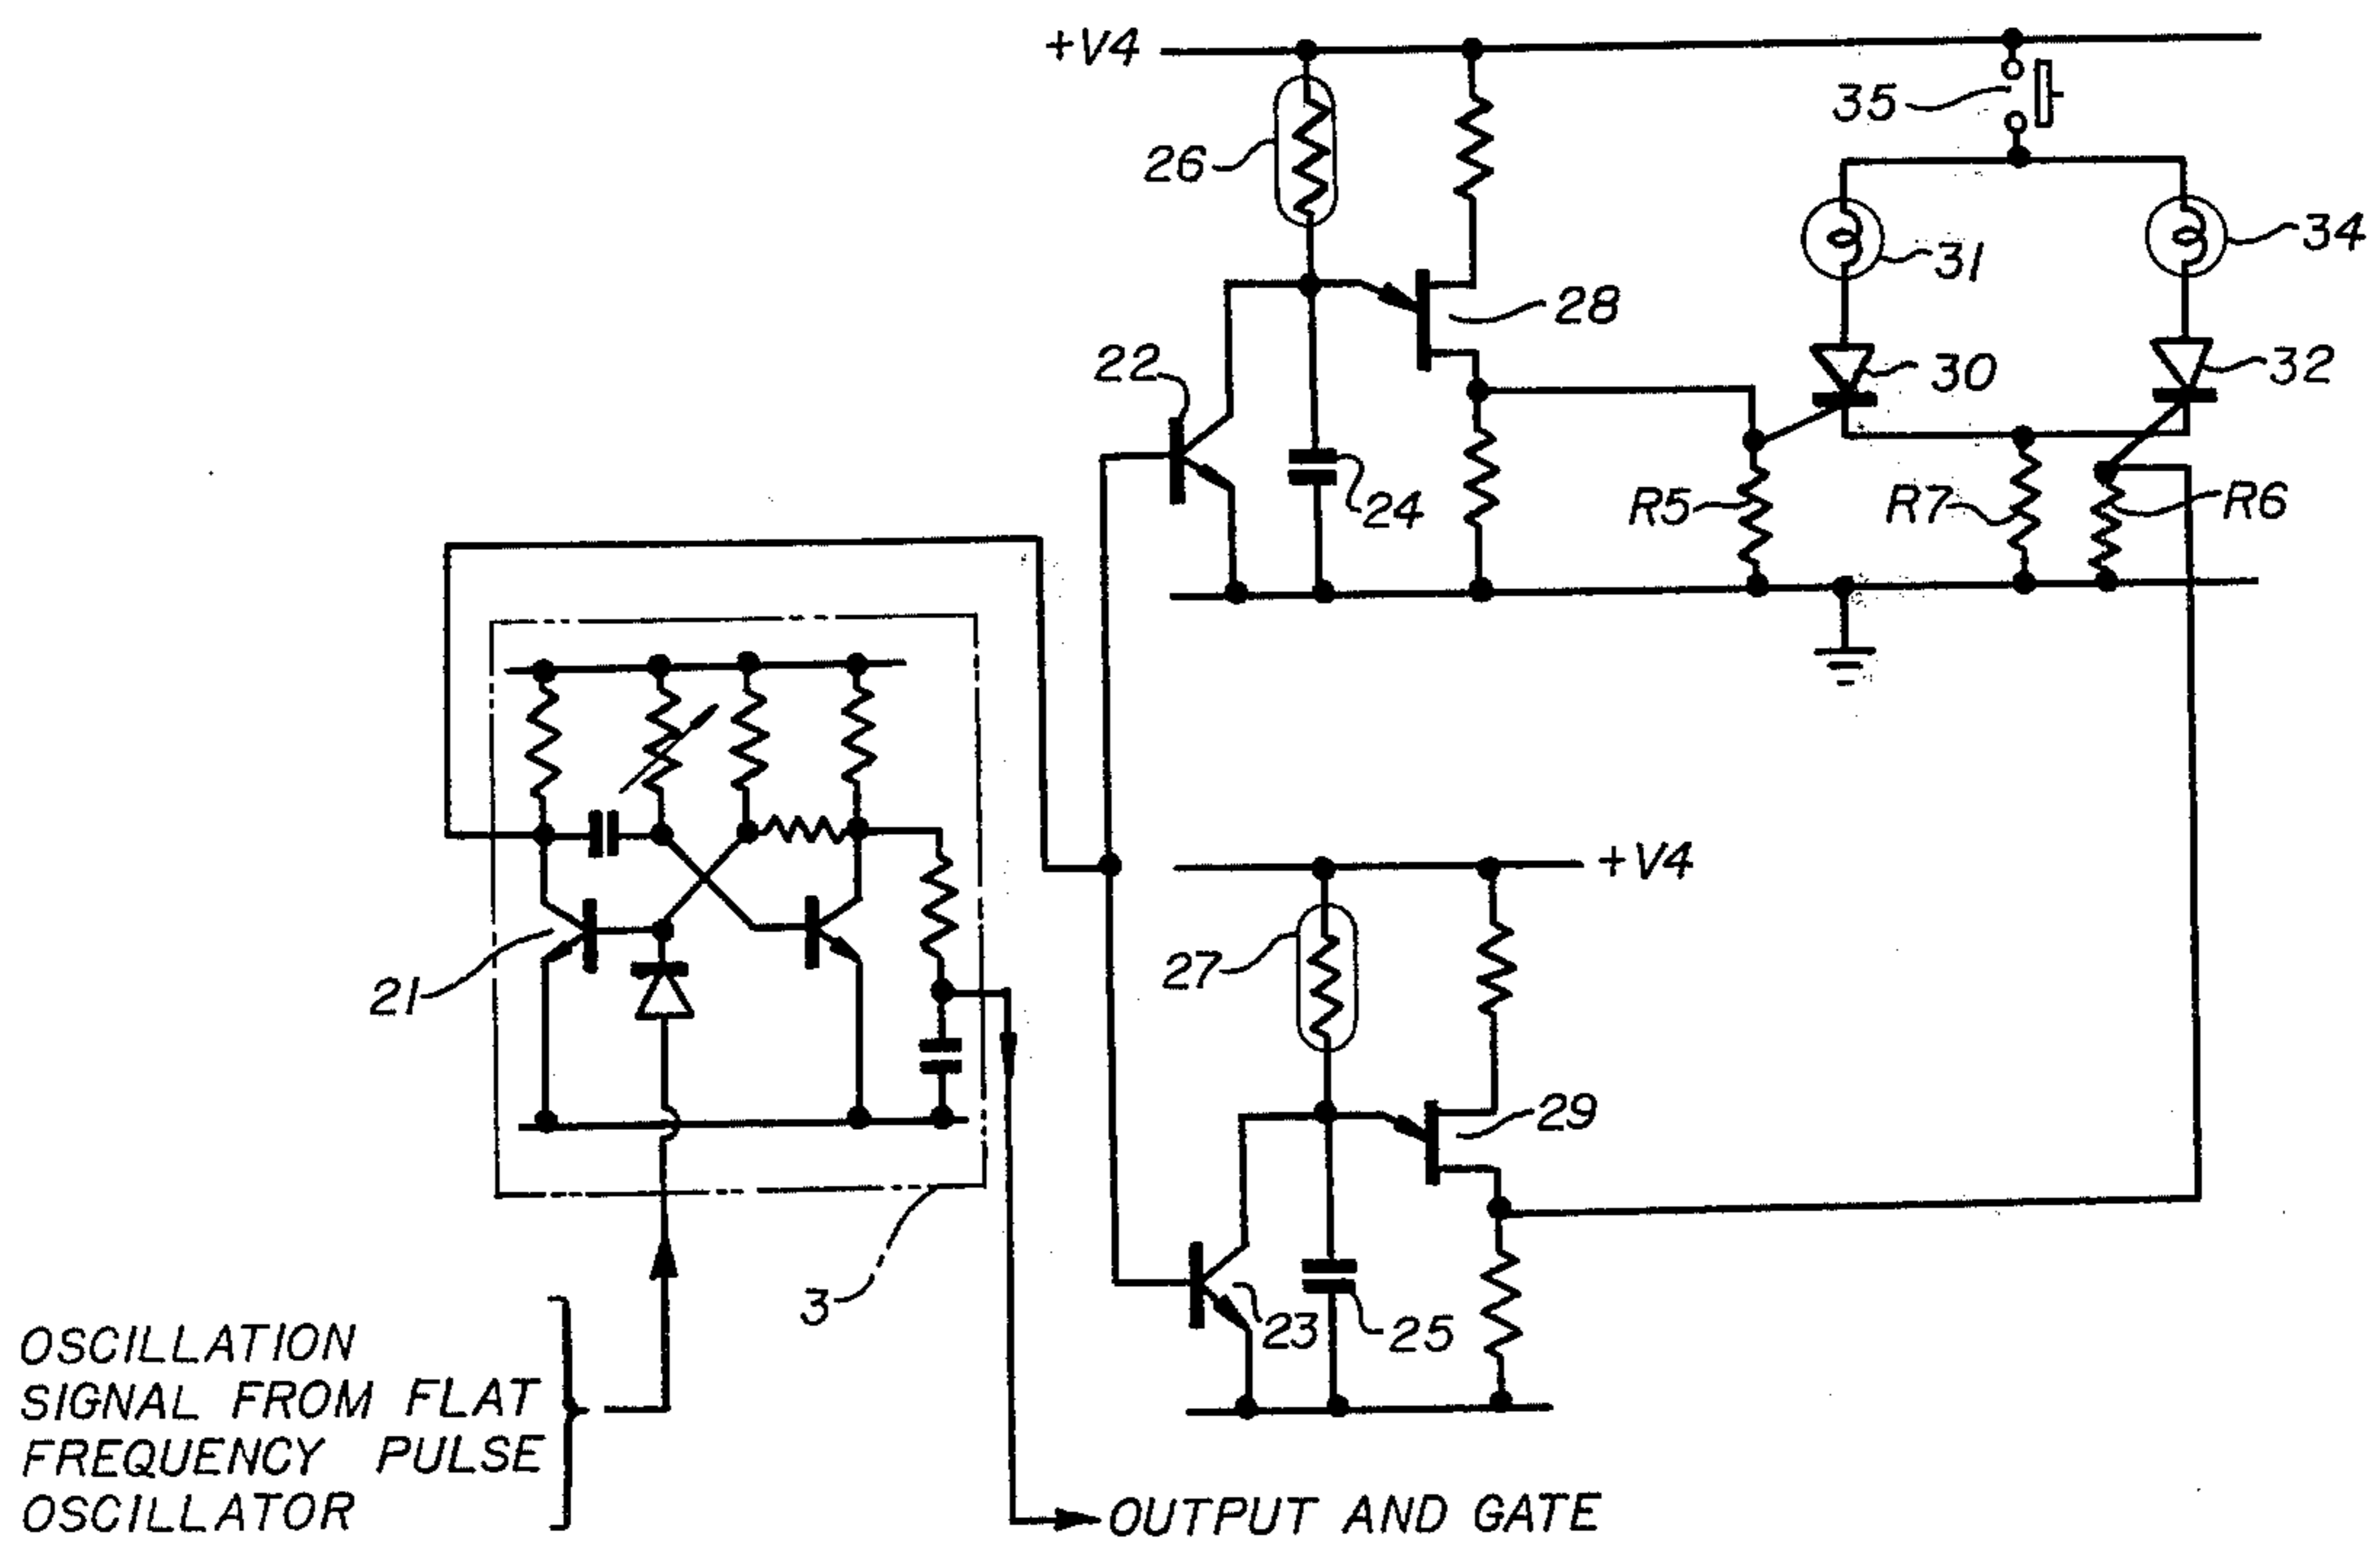 +V4
35
26
34
31
28
22
30
32
24
R5
R7
R6
+V4
27
21
29
3
23
25
OSCILLATION
SIGNAL FROM FLAT
FREQUENCY PULSE
OSCILLATOR
OUTPUT AND GATE